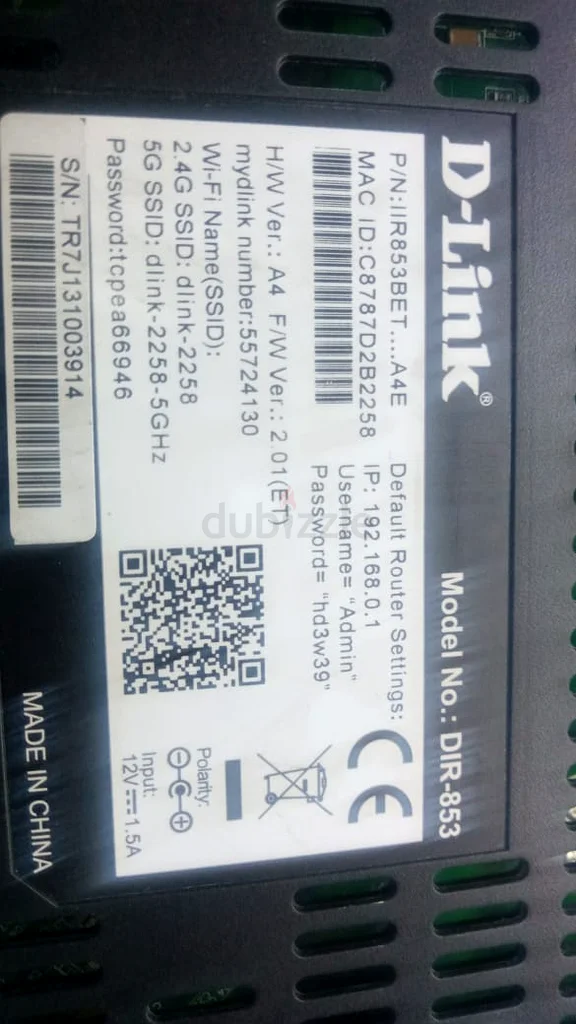 D-Link®
Model No.: DIR-853
P/N:IIR853BET....A4E
MAC ID:C8787D2B2258
Default Router Settings:
IP: 192.168.0.1
Username= "Admin"
Password= "hd3w39"
H/W Ver.: A4 F/W Ver.: 2.01(ET)
mydlink number:55724130
Wi-Fi Name(SSID):
2.4G SSID: dlink-2258
5G SSID: dlink-2258-5GHz
Password:tcpea66946
CE
Polarity:
Input:
12V⎓1.5A
S/N: TR7J131003914
MADE IN CHINA
dubizzle